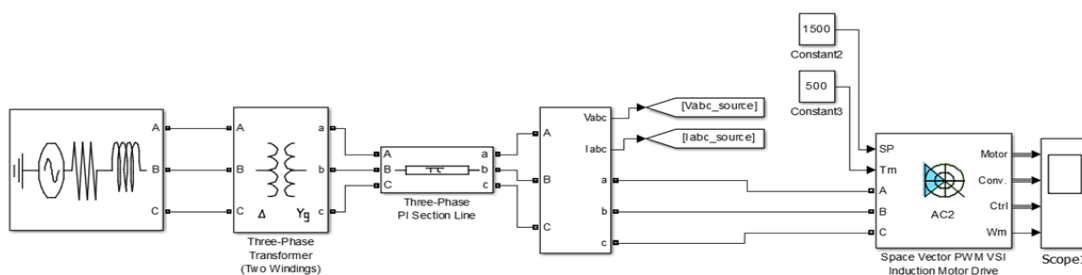 1500
Constant2
500
Constant3
A
B
C
A
B
C
Δ
Yg
a
b
c
Three-Phase
Transformer
(Two Windings)
A
B
C
a
b
c
Three-Phase
PI Section Line
A
B
C
Vabc
Iabc
a
b
c
[Vabc_source]
[Iabc_source]
SP
Tm
A
B
C
AC2
Motor
Conv.
Ctrl
Wm
Space Vector PWM VSI
Induction Motor Drive